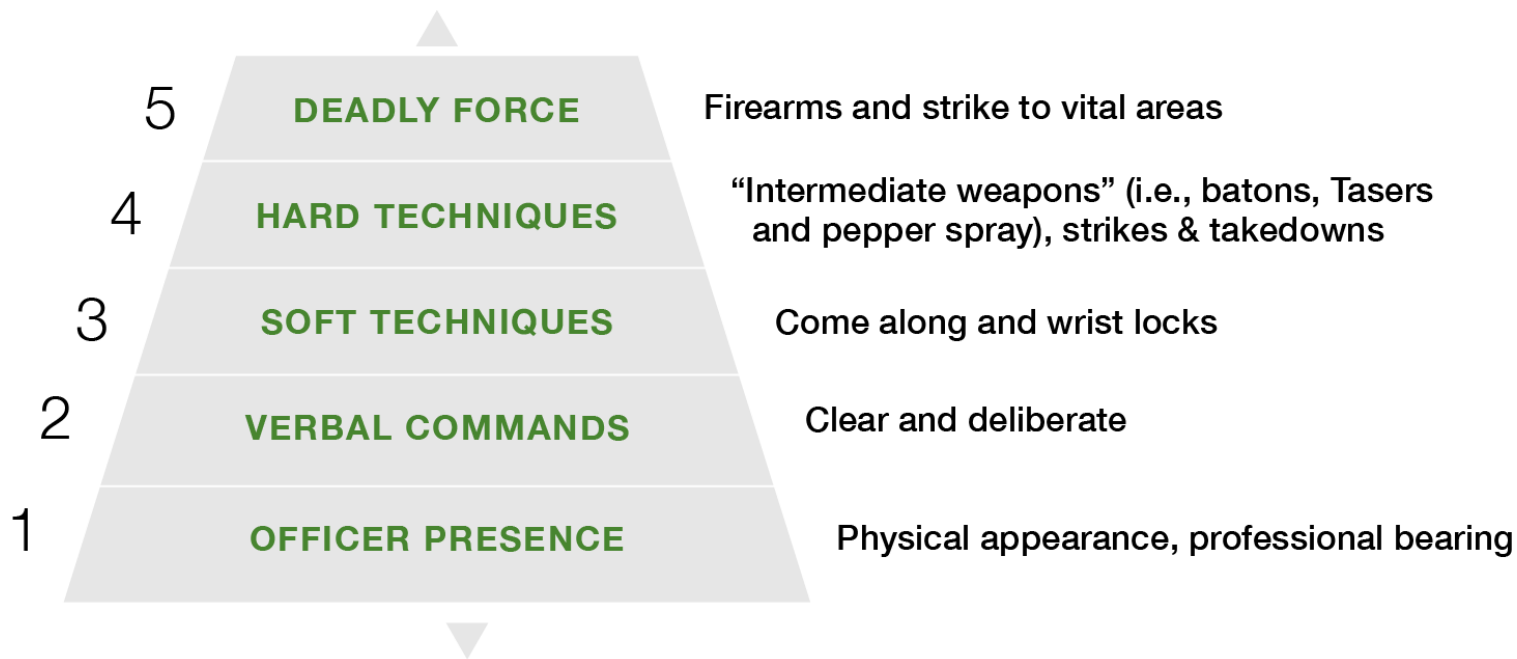 5 DEADLY FORCE Firearms and strike to vital areas
4 HARD TECHNIQUES “Intermediate weapons” (i.e., batons, Tasers
and pepper spray), strikes & takedowns
3 SOFT TECHNIQUES Come along and wrist locks
2 VERBAL COMMANDS Clear and deliberate
1 OFFICER PRESENCE Physical appearance, professional bearing